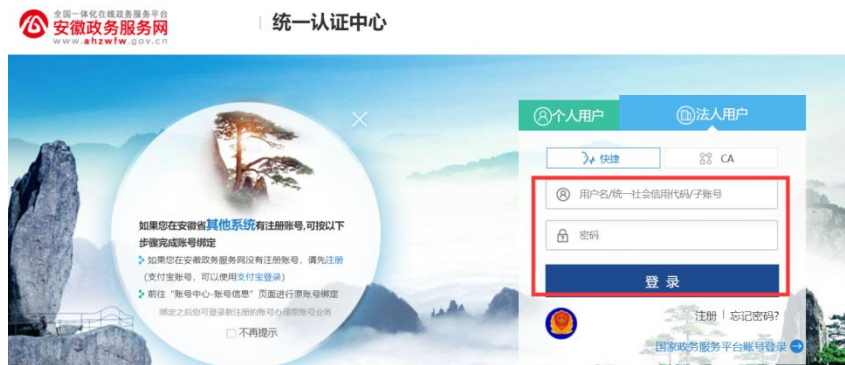 全国一体化在线政务服务平台
安徽政务服务网
www.ahzwfw.gov.cn
统一认证中心
个人用户
法人用户
快捷
CA
用户名/统一社会信用代码/子账号
密码
登 录
注册 | 忘记密码?
国家政务服务平台账号登录
如果您在安徽省其他系统有注册账号,可按以下
步骤完成账号绑定
如果您在安徽政务服务网没有注册账号，请先注册
(支付宝账号，可以使用支付宝登录)
前往“账号中心-账号信息”页面进行原账号绑定
绑定之后您可登录新注册的账号办理原账号业务
不再提示